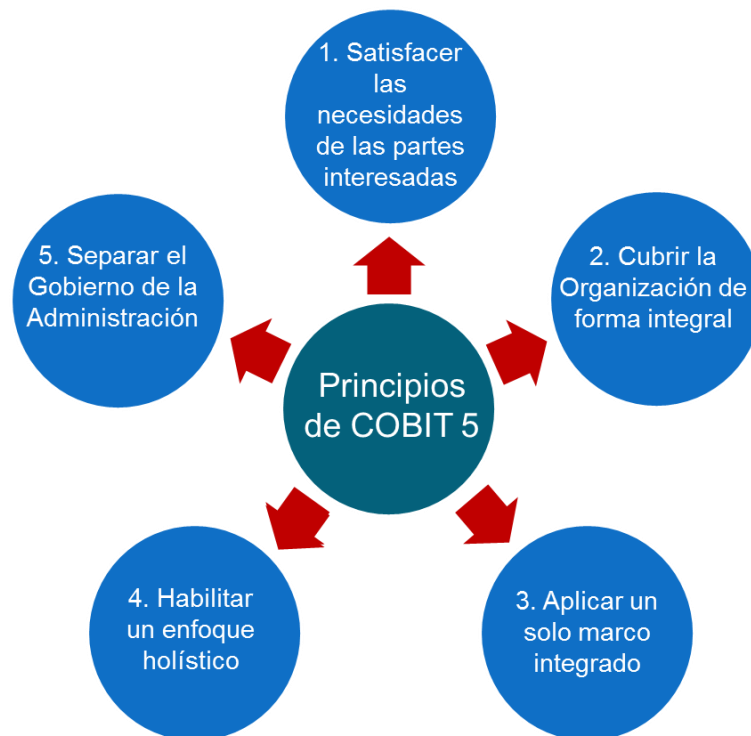 1. Satisfacer
las
necesidades
de las partes
interesadas
5. Separar el
Gobierno de la
Administración
2. Cubrir la
Organización de
forma integral
Principios
de COBIT 5
4. Habilitar
un enfoque
holístico
3. Aplicar un
solo marco
integrado